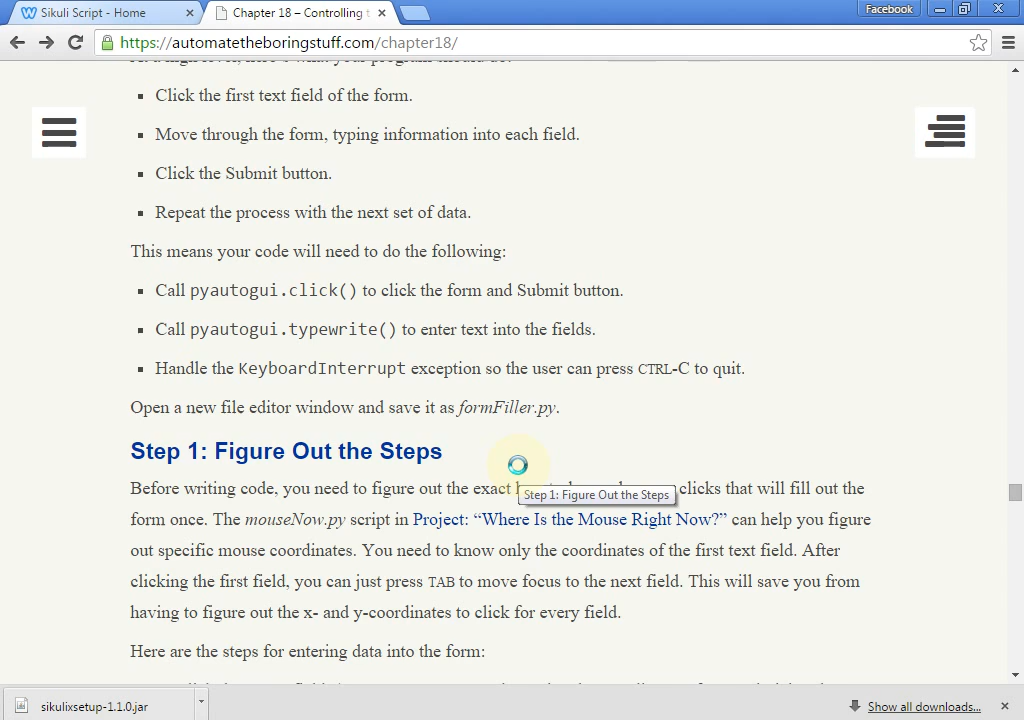 Sikuli Script - Home
Chapter 18 – Controlling t
Facebook
https://automatetheboringstuff.com/chapter18/
Click the first text field of the form.
Move through the form, typing information into each field.
Click the Submit button.
Repeat the process with the next set of data.
This means your code will need to do the following:
Call pyautogui.click() to click the form and Submit button.
Call pyautogui.typewrite() to enter text into the fields.
Handle the KeyboardInterrupt exception so the user can press CTRL-C to quit.
Open a new file editor window and save it as formFiller.py.
Step 1: Figure Out the Steps
Before writing code, you need to figure out the exact clicks that will fill out the
Step 1: Figure Out the Steps
form once. The mouseNow.py script in Project: “Where Is the Mouse Right Now?” can help you figure
out specific mouse coordinates. You need to know only the coordinates of the first text field. After
clicking the first field, you can just press TAB to move focus to the next field. This will save you from
having to figure out the x- and y-coordinates to click for every field.
Here are the steps for entering data into the form:
sikulixsetup-1.1.0.jar
Show all downloads...